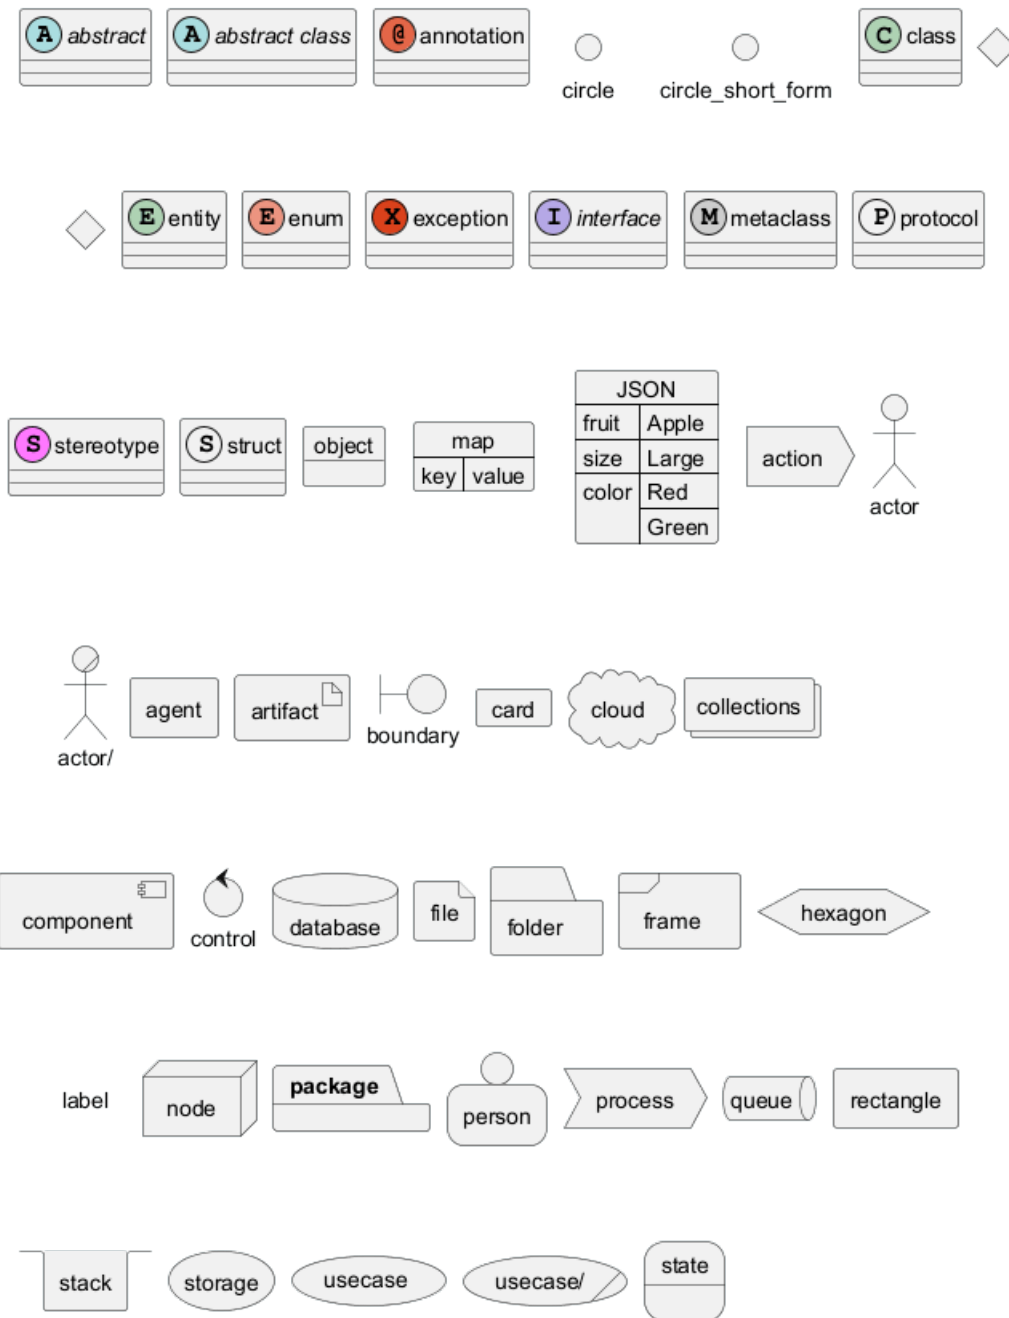 A abstract
A abstract class
@ annotation
circle
circle_short_form
C class
E entity
E enum
X exception
I interface
M metaclass
P protocol
S stereotype
S struct
object
map
key value
JSON
fruit Apple
size Large
color Red
Green
action
actor
actor/
agent
artifact
boundary
card
cloud
collections
component
control
database
file
folder
frame
hexagon
label
node
package
person
process
queue
rectangle
stack
storage
usecase
usecase/
state